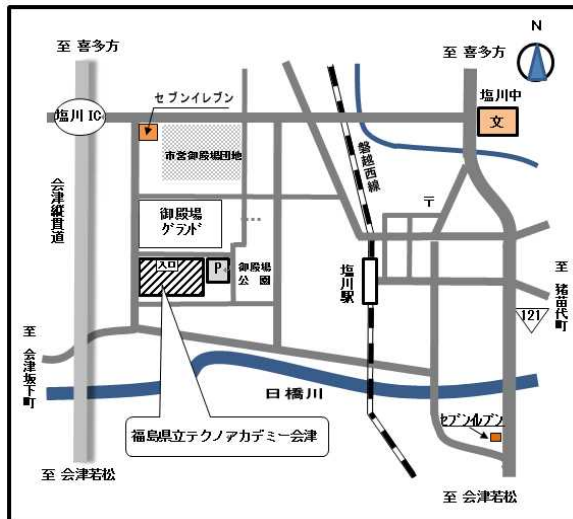 至 喜多方
至 喜多方
N
セブンイレブン
塩川中
塩川 IC
文
市営御殿場団地
磐越西線
会津縦貫道
御殿場
グランド
〒
入口
P
御殿場
公園
塩川駅
至 猪苗代町
121
至 会津坂下町
日橋川
セブンイレブン
福島県立テクノアカデミー会津
至 会津若松
至 会津若松